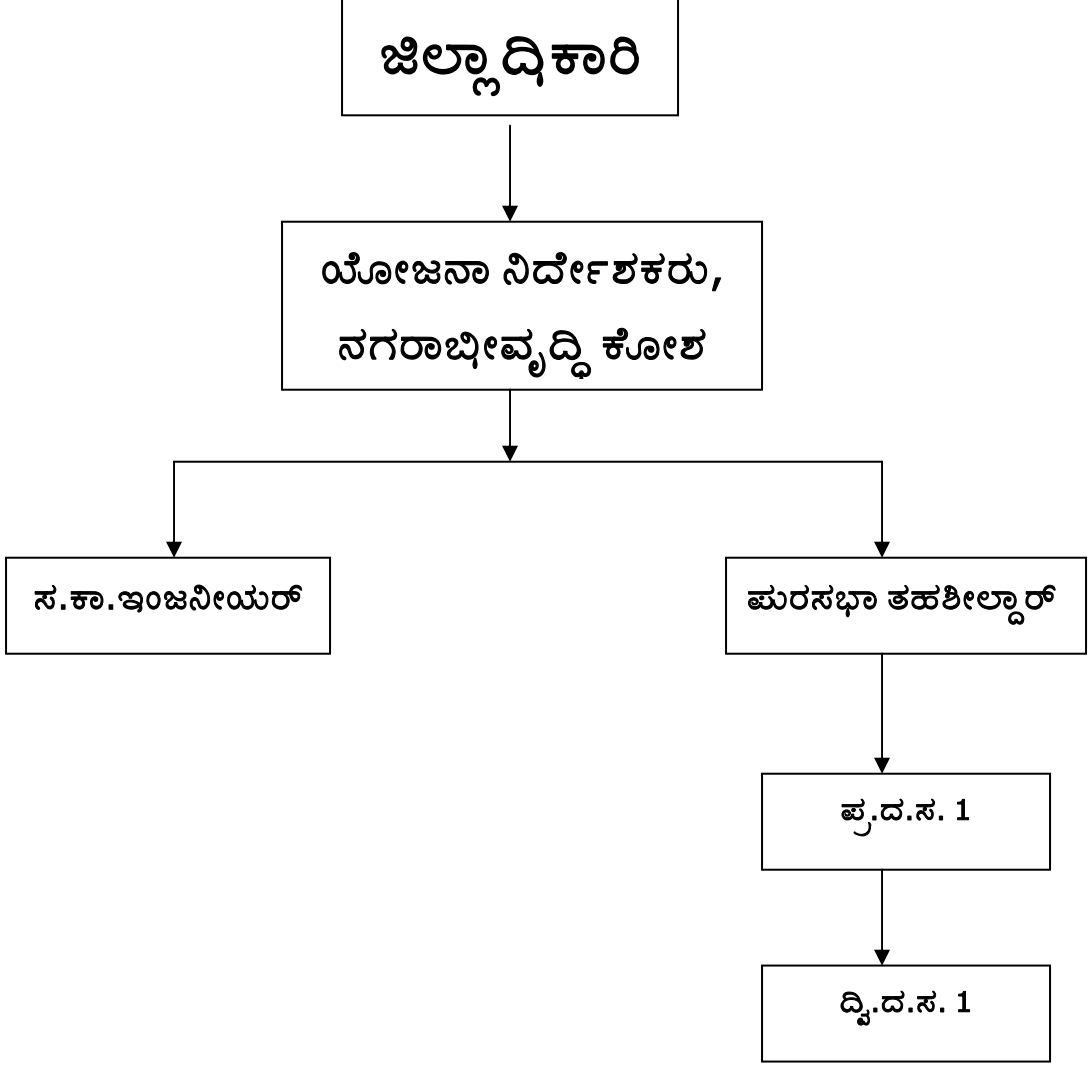 ಜಿಲ್ಲಾಧಿಕಾರಿ
ಯೋಜನಾ ನಿರ್ದೇಶಕರು,
ನಗರಾಭೀವೃದ್ಧಿ ಕೋಶ
ಸ.ಕಾ.ಇಂಜನೀಯರ್
ಪುರಸಭಾ ತಹಶೀಲ್ದಾರ್
ಪ್ರ.ದ.ಸ. 1
ದ್ವಿ.ದ.ಸ. 1